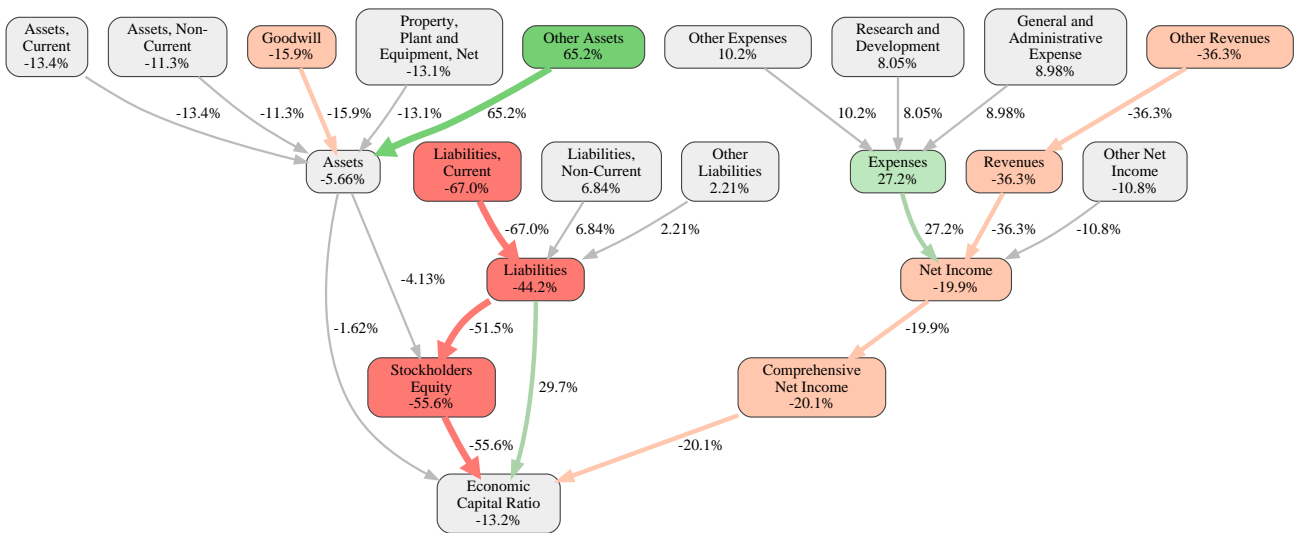 Assets,
Current
-13.4%
Assets, Non-
Current
-11.3%
Goodwill
-15.9%
Property,
Plant and
Equipment, Net
-13.1%
Other Assets
65.2%
Other Expenses
10.2%
Research and
Development
8.05%
General and
Administrative
Expense
8.98%
Other Revenues
-36.3%
-13.4%
-11.3%
-15.9%
-13.1%
65.2%
10.2%
8.05%
8.98%
-36.3%
Assets
-5.66%
Liabilities,
Current
-67.0%
Liabilities,
Non-Current
6.84%
Other
Liabilities
2.21%
Expenses
27.2%
Revenues
-36.3%
Other Net
Income
-10.8%
-67.0%
6.84%
2.21%
27.2%
-36.3%
-10.8%
Liabilities
-44.2%
Net Income
-19.9%
-4.13%
-1.62%
-51.5%
-19.9%
Stockholders
Equity
-55.6%
29.7%
Comprehensive
Net Income
-20.1%
-55.6%
-20.1%
Economic
Capital Ratio
-13.2%